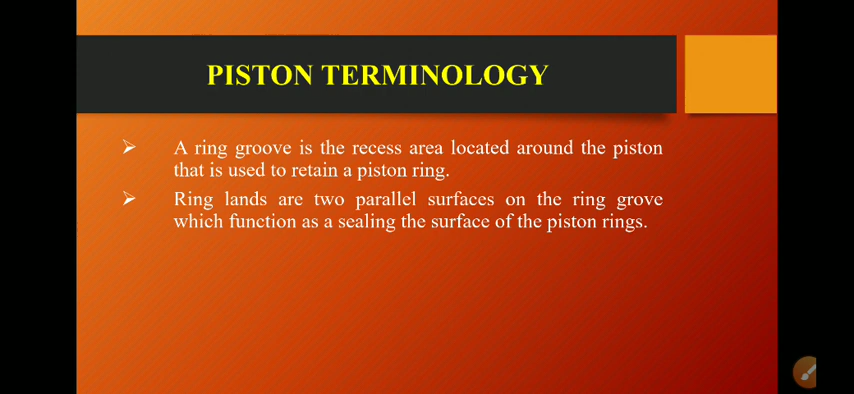 PISTON TERMINOLOGY
A ring groove is the recess area located around the piston
that is used to retain a piston ring.
Ring lands are two parallel surfaces on the ring grove
which function as a sealing the surface of the piston rings.